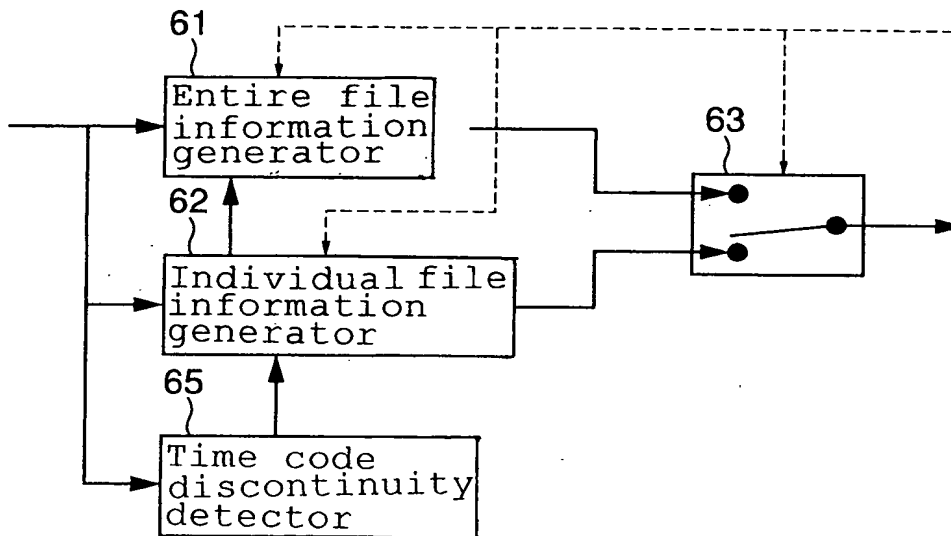 61
Entire file
information
generator
63
62
Individual file
information
generator
65
Time code
discontinuity
detector